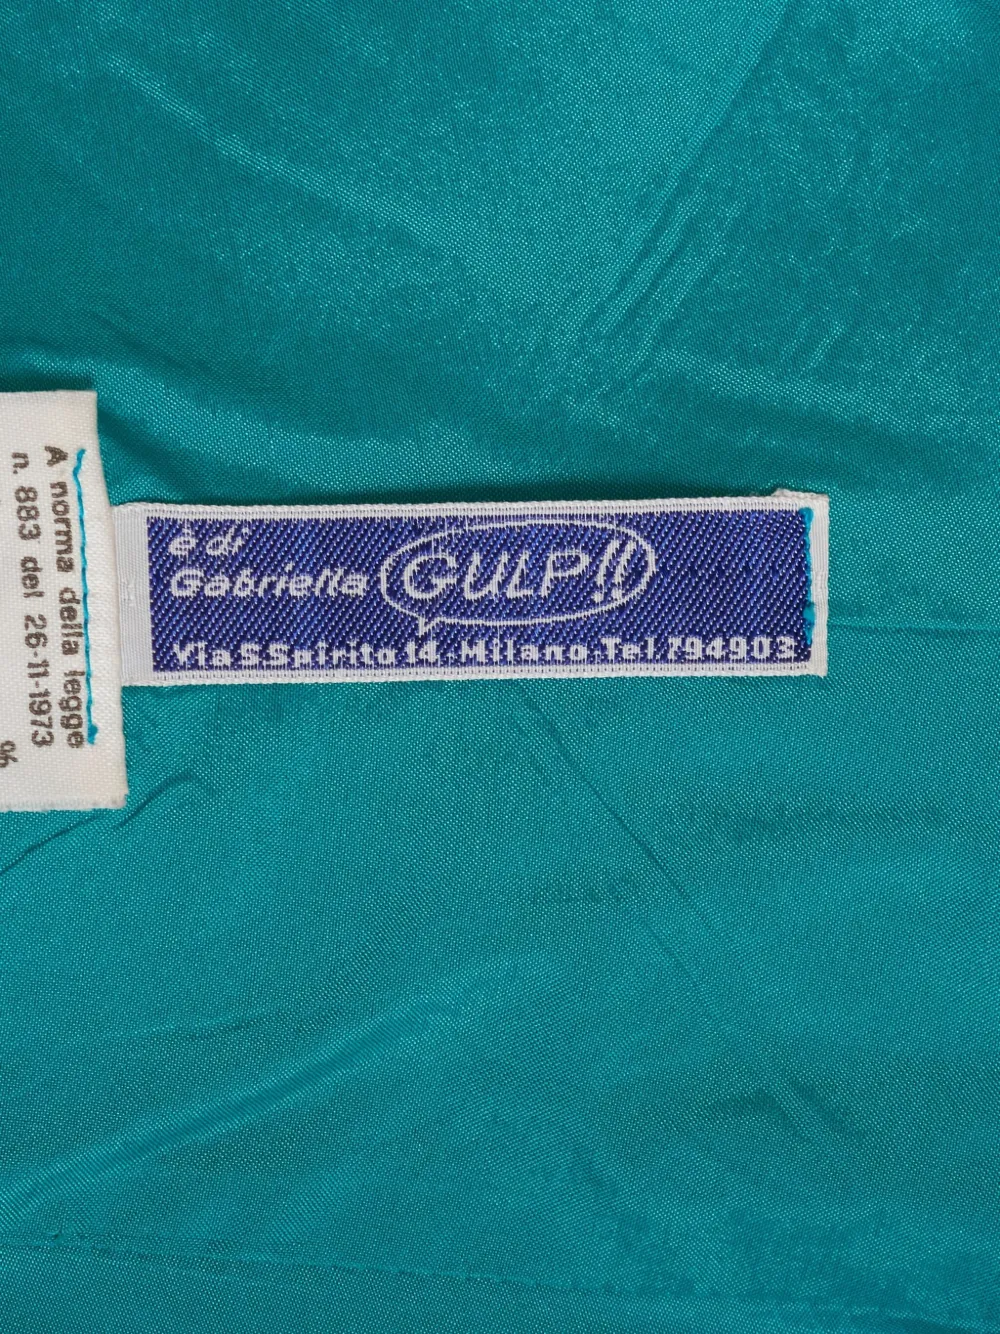 A norma della legge
n. 883 del 26-11-1973
%
è di
Gabriella GULP!!
Via S.Spirito 14 Milano Tel 794903